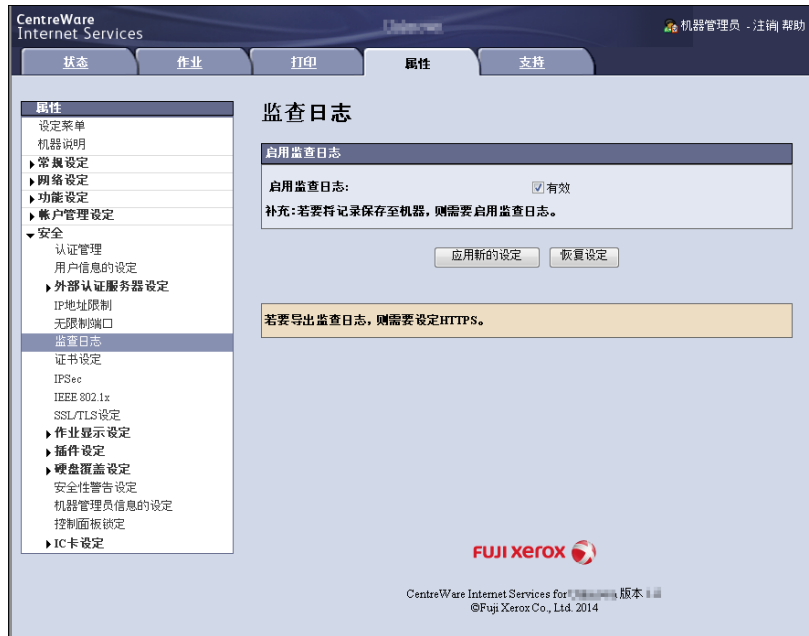 CentreWare
Internet Services
机器管理员 - 注销| 帮助
状态 作业 打印 属性 支持
属性
设定菜单
机器说明
常规设定
网络设定
功能设定
帐户管理设定
安全
认证管理
用户信息的设定
外部认证服务器设定
IP地址限制
无限制端口
监查日志
证书设定
IPSec
IEEE 802.1x
SSL/TLS设定
作业显示设定
插件设定
硬盘覆盖设定
安全性警告设定
机器管理员信息的设定
控制面板锁定
IC卡设定
监查日志
启用监查日志
启用监查日志: 有效
补充:若要将记录保存至机器,则需要启用监查日志。
应用新的设定 恢复设定
若要导出监查日志,则需要设定HTTPS。
FUJI xerox
CentreWare Internet Services for 版本
©Fuji Xerox Co., Ltd. 2014